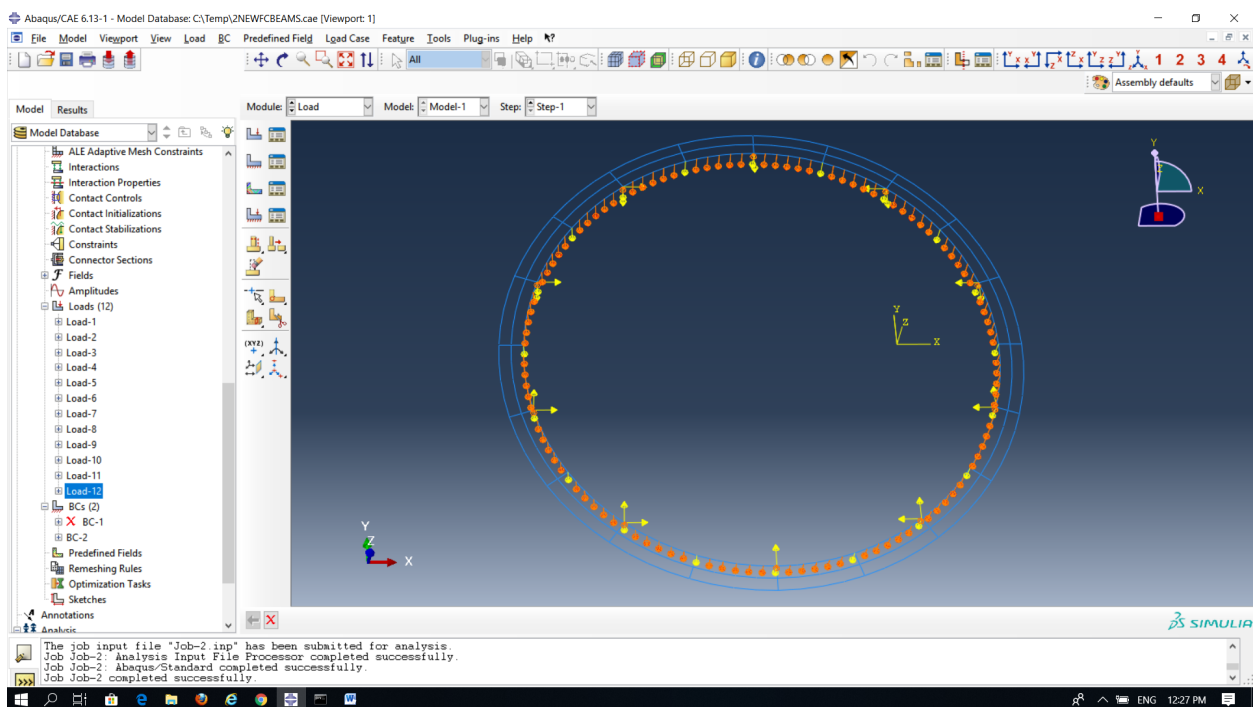 Abaqus/CAE 6.13-1 - Model Database: C:\Temp\2NEWFCBEAMS.cae [Viewport: 1]
File Model Viewport View Load BC Predefined Field Load Case Feature Tools Plug-ins Help
All
1 2 3 4
Assembly defaults
Model Results
Module: Load Model: Model-1 Step: Step-1
Model Database
ALE Adaptive Mesh Constraints
Interactions
Interaction Properties
Contact Controls
Contact Initializations
Contact Stabilizations
Constraints
Connector Sections
Fields
Amplitudes
Loads (12)
Load-1
Load-2
Load-3
Load-4
Load-5
Load-6
Load-7
Load-8
Load-9
Load-10
Load-11
Load-12
BCs (2)
BC-1
BC-2
Predefined Fields
Remeshing Rules
Optimization Tasks
Sketches
Annotations
Analysis
(XYZ)
Y
X
Y
Z
X
Y
Z
X
SIMULIA
The job input file "Job-2.inp" has been submitted for analysis.
Job Job-2: Analysis Input File Processor completed successfully.
Job Job-2: Abaqus/Standard completed successfully.
Job Job-2 completed successfully.
ENG 12:27 PM